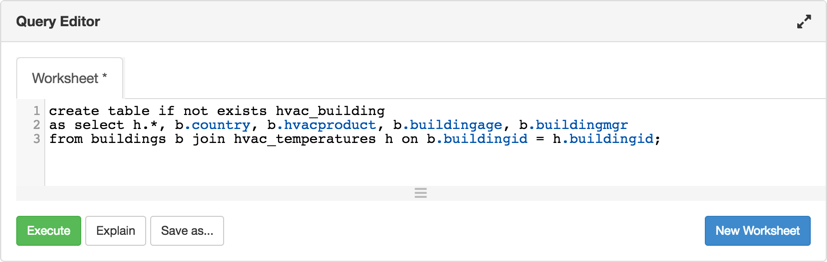 Query Editor
Worksheet *
1 create table if not exists hvac_building
2 as select h.*, b.country, b.hvacproduct, b.buildingage, b.buildingmgr
3 from buildings b join hvac_temperatures h on b.buildingid = h.buildingid;
Execute Explain Save as... New Worksheet